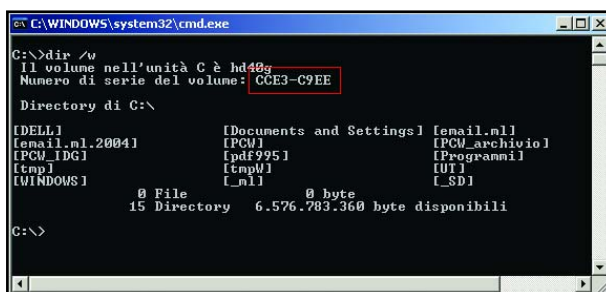 C:\WINDOWS\system32\cmd.exe
C:\>dir /w
Il volume nell'unità C è hd40g
Numero di serie del volume: CCE3-C9EE
Directory di C:\
[DELL] [Documents and Settings] [email.ml]
[email.ml.2004] [PCW] [PCW_archivio]
[PCW_IDG] [pdf995] [Programmi]
[tmp] [tmpW] [UT]
[WINDOWS] [_ml] [_SD]
0 File 0 byte
15 Directory 6.576.783.360 byte disponibili
C:\>